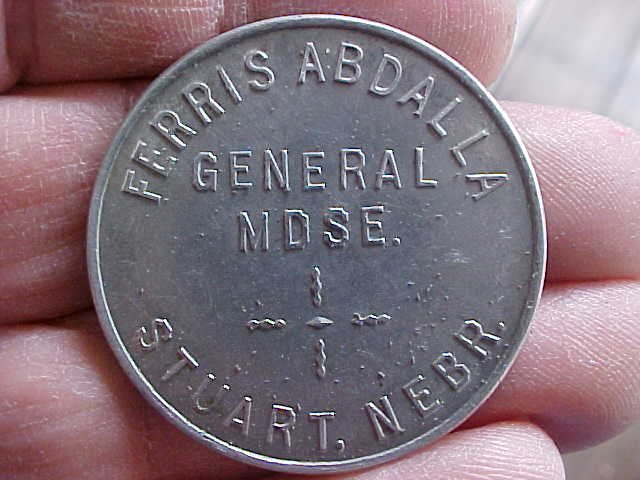 FERRIS ABDALLA
GENERAL
MDSE.
STUART, NEBR.